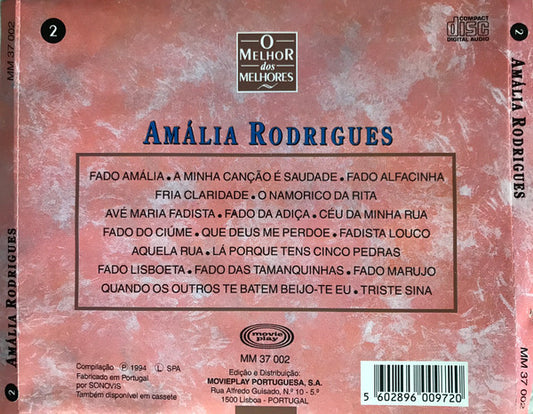 2
MM 37 002
AMÁLIA RODRIGUES
2
O
MELHOR
dos
MELHORES
COMPACT
disc
DIGITAL AUDIO
AMÁLIA RODRIGUES
FADO AMÁLIA • A MINHA CANÇÃO É SAUDADE • FADO ALFACINHA
FRIA CLARIDADE • O NAMORICO DA RITA
AVÉ MARIA FADISTA • FADO DA ADIÇA • CÉU DA MINHA RUA
FADO DO CIÚME • QUE DEUS ME PERDOE • FADISTA LOUCO
AQUELA RUA • LÁ PORQUE TENS CINCO PEDRAS
FADO LISBOETA • FADO DAS TAMANQUINHAS • FADO MARUJO
QUANDO OS OUTROS TE BATEM BEIJO-TE EU • TRISTE SINA
movie
play
MM 37 002
Compilação Ⓟ 1994 Ⓛ SPA
Fabricado em Portugal
por SONOVIS
Também disponível em cassete
Edição e Distribuição:
MOVIEPLAY PORTUGUESA, S.A.
Rua Alfredo Guisado, N.º 10 - 5.º
1500 Lisboa - PORTUGAL
5 602896 009720
2
AMÁLIA RODRIGUES
MM 37 002